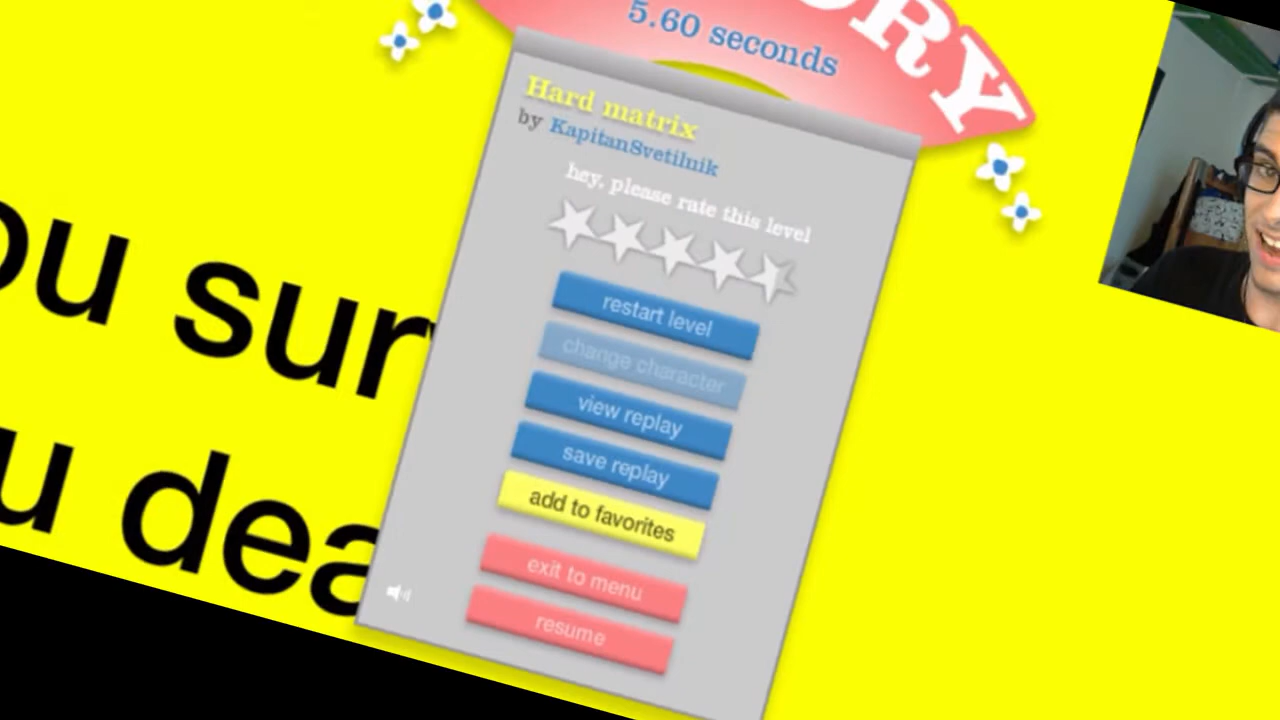 ORY
5.60 seconds
Hard matrix
by KapitanSvetilnik
hey, please rate this level
ou sur
restart level
change character
view replay
save replay
u dea
add to favorites
exit to menu
resume